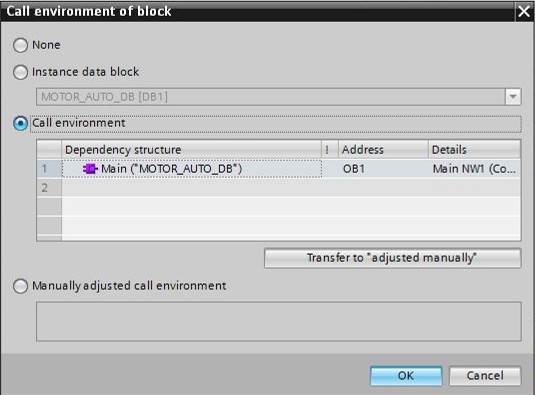 Call environment of block
None
Instance data block
MOTOR_AUTO_DB [DB1]
Call environment
Dependency structure ! Address Details
1 Main ("MOTOR_AUTO_DB") OB1 Main NW1 (Co...
2
Transfer to "adjusted manually"
Manually adjusted call environment
OK Cancel